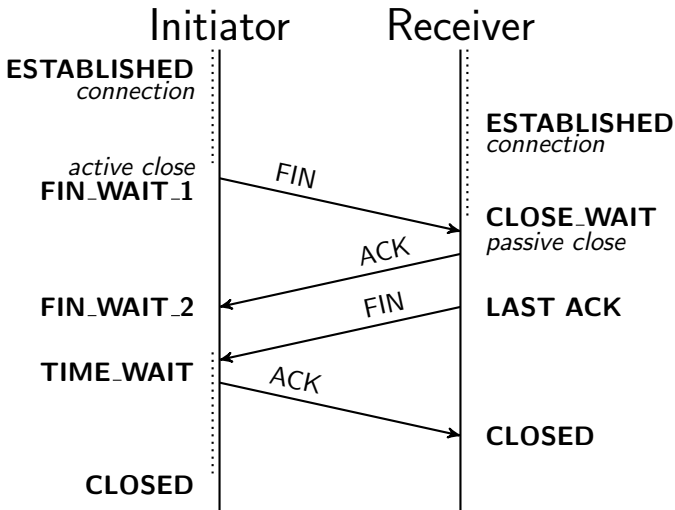 Initiator
Receiver
ESTABLISHED
connection
ESTABLISHED
connection
active close
FIN_WAIT_1
FIN
CLOSE_WAIT
passive close
ACK
FIN_WAIT_2
FIN
LAST ACK
TIME_WAIT
ACK
CLOSED
CLOSED